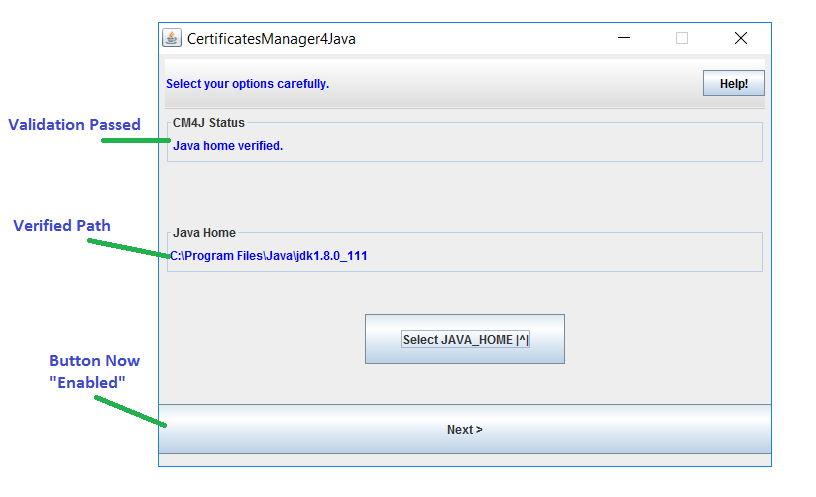 CertificatesManager4Java
Select your options carefully.
Help!
Validation Passed
CM4J Status
Java home verified.
Verified Path
Java Home
C:\Program Files\Java\jdk1.8.0_111
Select JAVA_HOME |^|
Button Now
"Enabled"
Next >